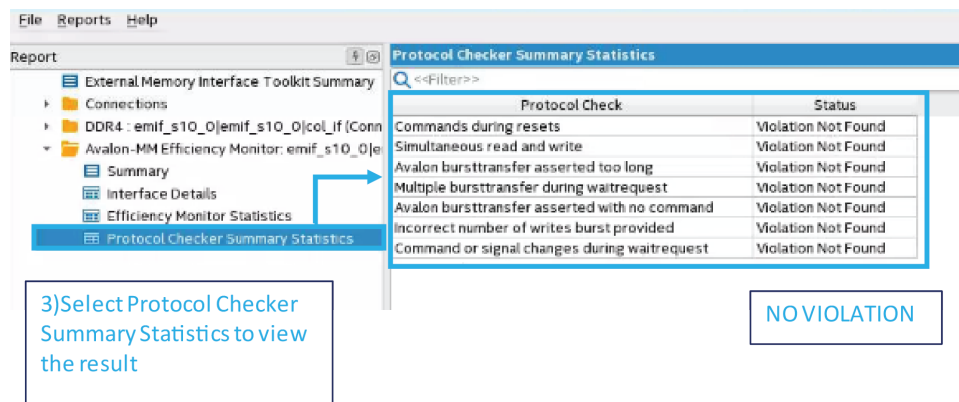 File Reports Help
Report
External Memory Interface Toolkit Summary
Connections
DDR4 : emif_s10_0|emif_s10_0|col_if (Conn
Avalon-MM Efficiency Monitor: emif_s10_0|e
Summary
Interface Details
Efficiency Monitor Statistics
Protocol Checker Summary Statistics
Protocol Checker Summary Statistics
<<Filter>>
Protocol Check Status
Commands during resets Violation Not Found
Simultaneous read and write Violation Not Found
Avalon bursttransfer asserted too long Violation Not Found
Multiple bursttransfer during waitrequest Violation Not Found
Avalon bursttransfer asserted with no command Violation Not Found
Incorrect number of writes burst provided Violation Not Found
Command or signal changes during waitrequest Violation Not Found
3)Select Protocol Checker
Summary Statistics to view
the result
NO VIOLATION